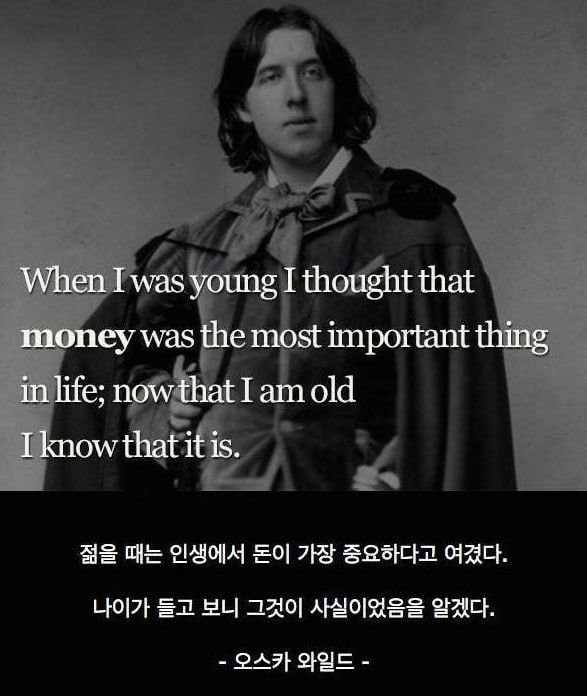 When I was young I thought that
money was the most important thing
in life; now that I am old
I know that it is.
젊을 때는 인생에서 돈이 가장 중요하다고 여겼다.
나이가 들고 보니 그것이 사실이었음을 알겠다.
- 오스카 와일드 -